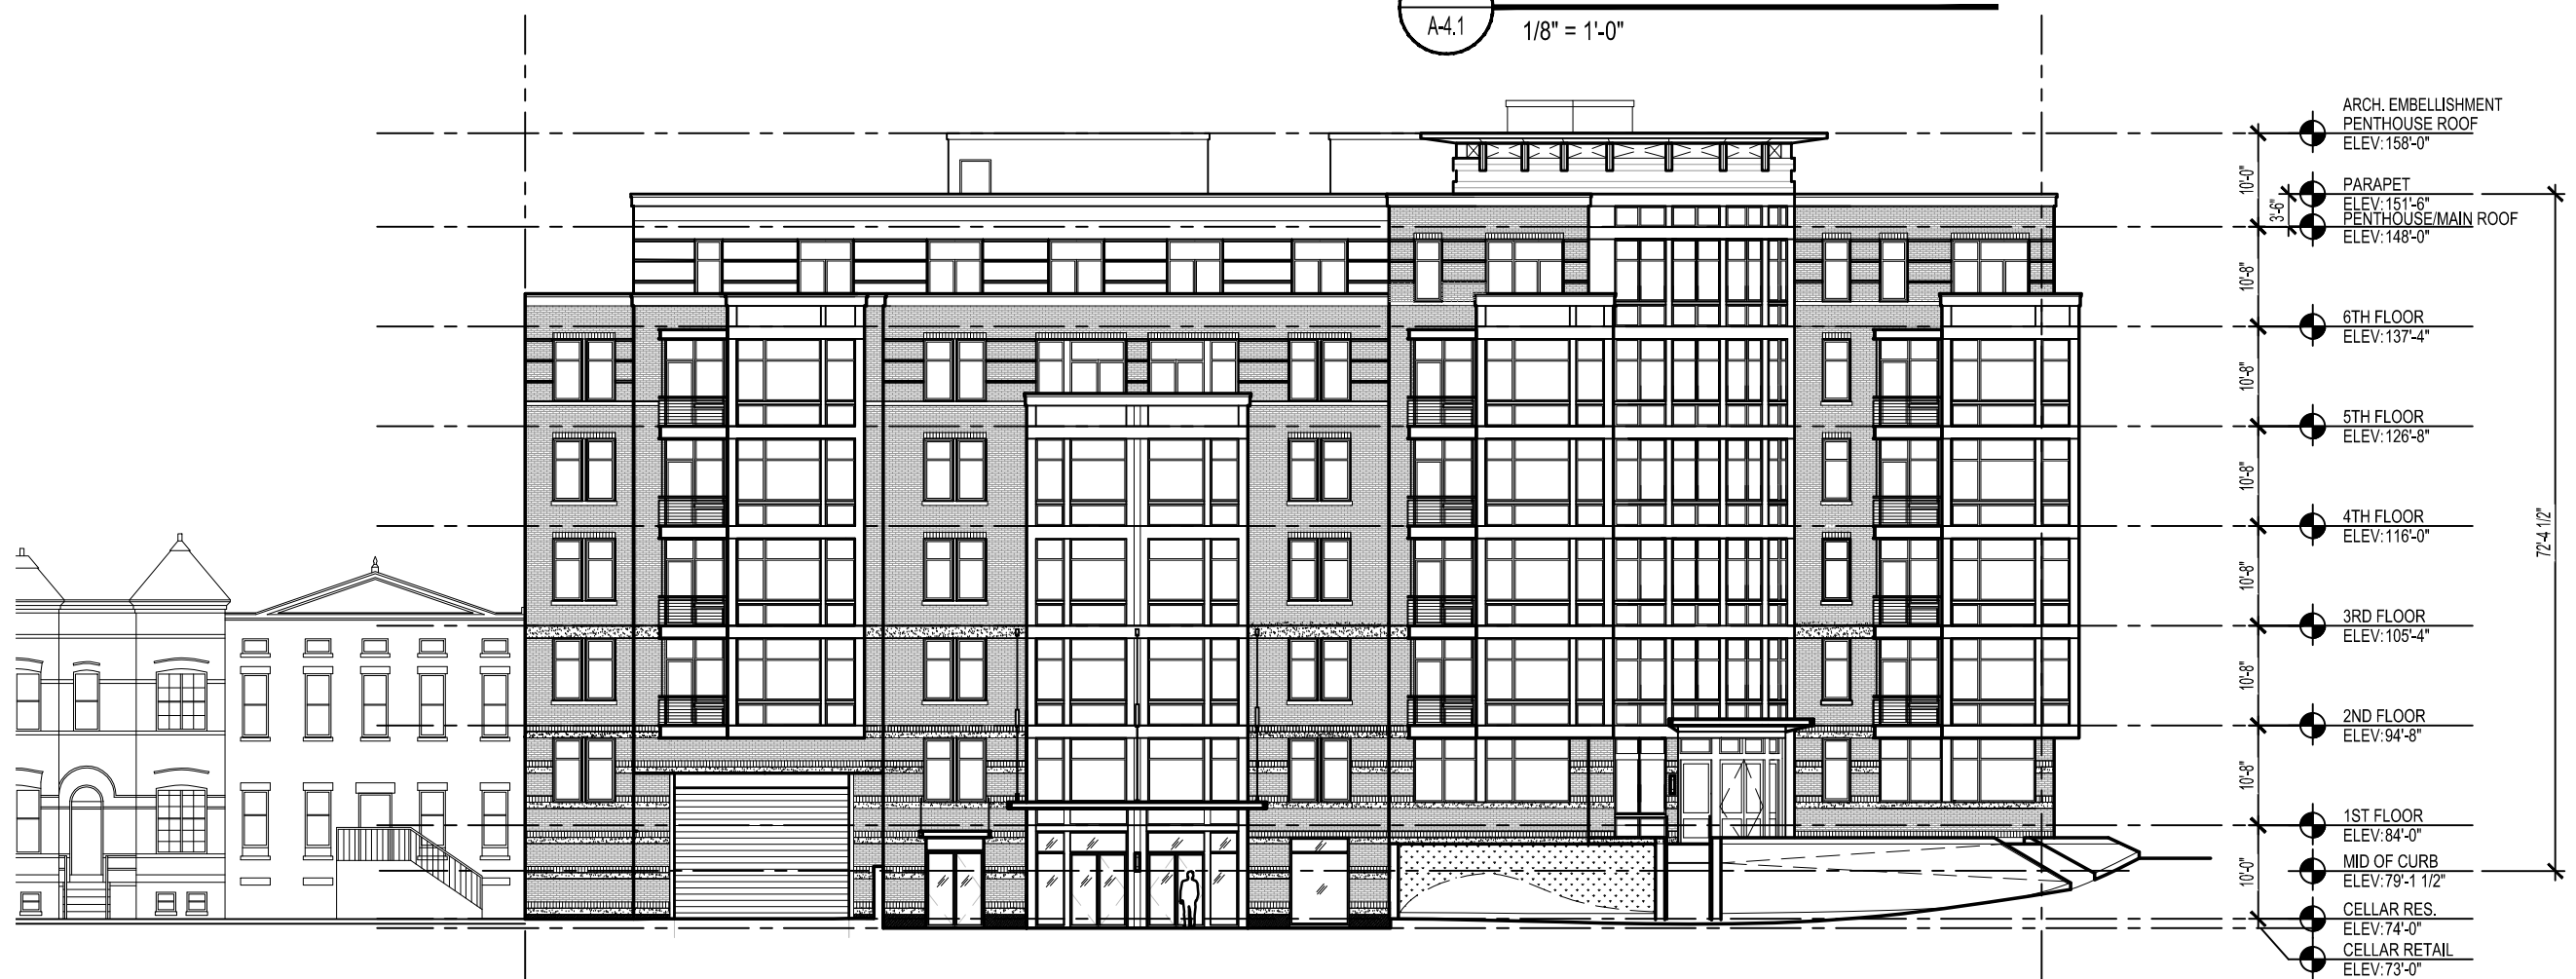 A-4.1
1/8" = 1'-0"
ARCH. EMBELLISHMENT
PENTHOUSE ROOF
ELEV: 158'-0"
10'-0"
PARAPET
ELEV: 151'-6"
3'-6"
PENTHOUSE/MAIN ROOF
ELEV: 148'-0"
10'-8"
6TH FLOOR
ELEV: 137'-4"
10'-8"
5TH FLOOR
ELEV: 126'-8"
10'-8"
4TH FLOOR
ELEV: 116'-0"
72'-4 1/2"
10'-8"
3RD FLOOR
ELEV: 105'-4"
10'-8"
2ND FLOOR
ELEV: 94'-8"
10'-8"
1ST FLOOR
ELEV: 84'-0"
MID OF CURB
ELEV: 79'-1 1/2"
10'-0"
CELLAR RES.
ELEV: 74'-0"
CELLAR RETAIL
ELEV: 73'-0"